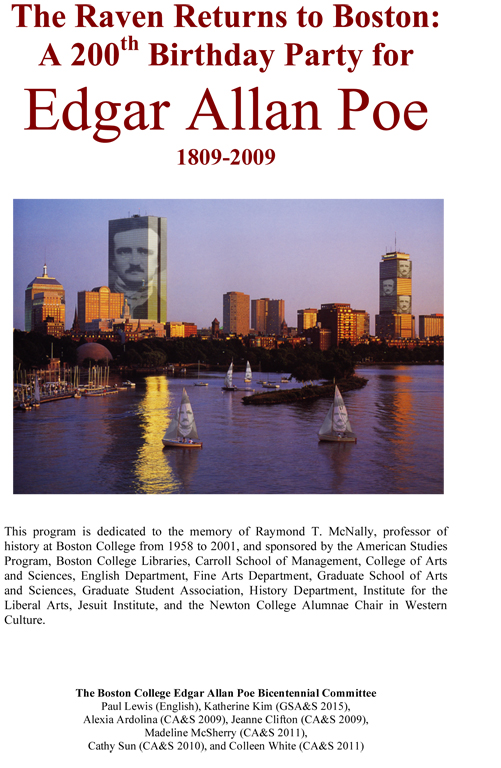 The Raven Returns to Boston:
A 200th Birthday Party for
Edgar Allan Poe
1809-2009
This program is dedicated to the memory of Raymond T. McNally, professor of
history at Boston College from 1958 to 2001, and sponsored by the American Studies
Program, Boston College Libraries, Carroll School of Management, College of Arts
and Sciences, English Department, Fine Arts Department, Graduate School of Arts
and Sciences, Graduate Student Association, History Department, Institute for the
Liberal Arts, Jesuit Institute, and the Newton College Alumnae Chair in Western
Culture.
The Boston College Edgar Allan Poe Bicentennial Committee
Paul Lewis (English), Katherine Kim (GSA&S 2015),
Alexia Ardolina (CA&S 2009), Jeanne Clifton (CA&S 2009),
Madeline McSherry (CA&S 2011),
Cathy Sun (CA&S 2010), and Colleen White (CA&S 2011)